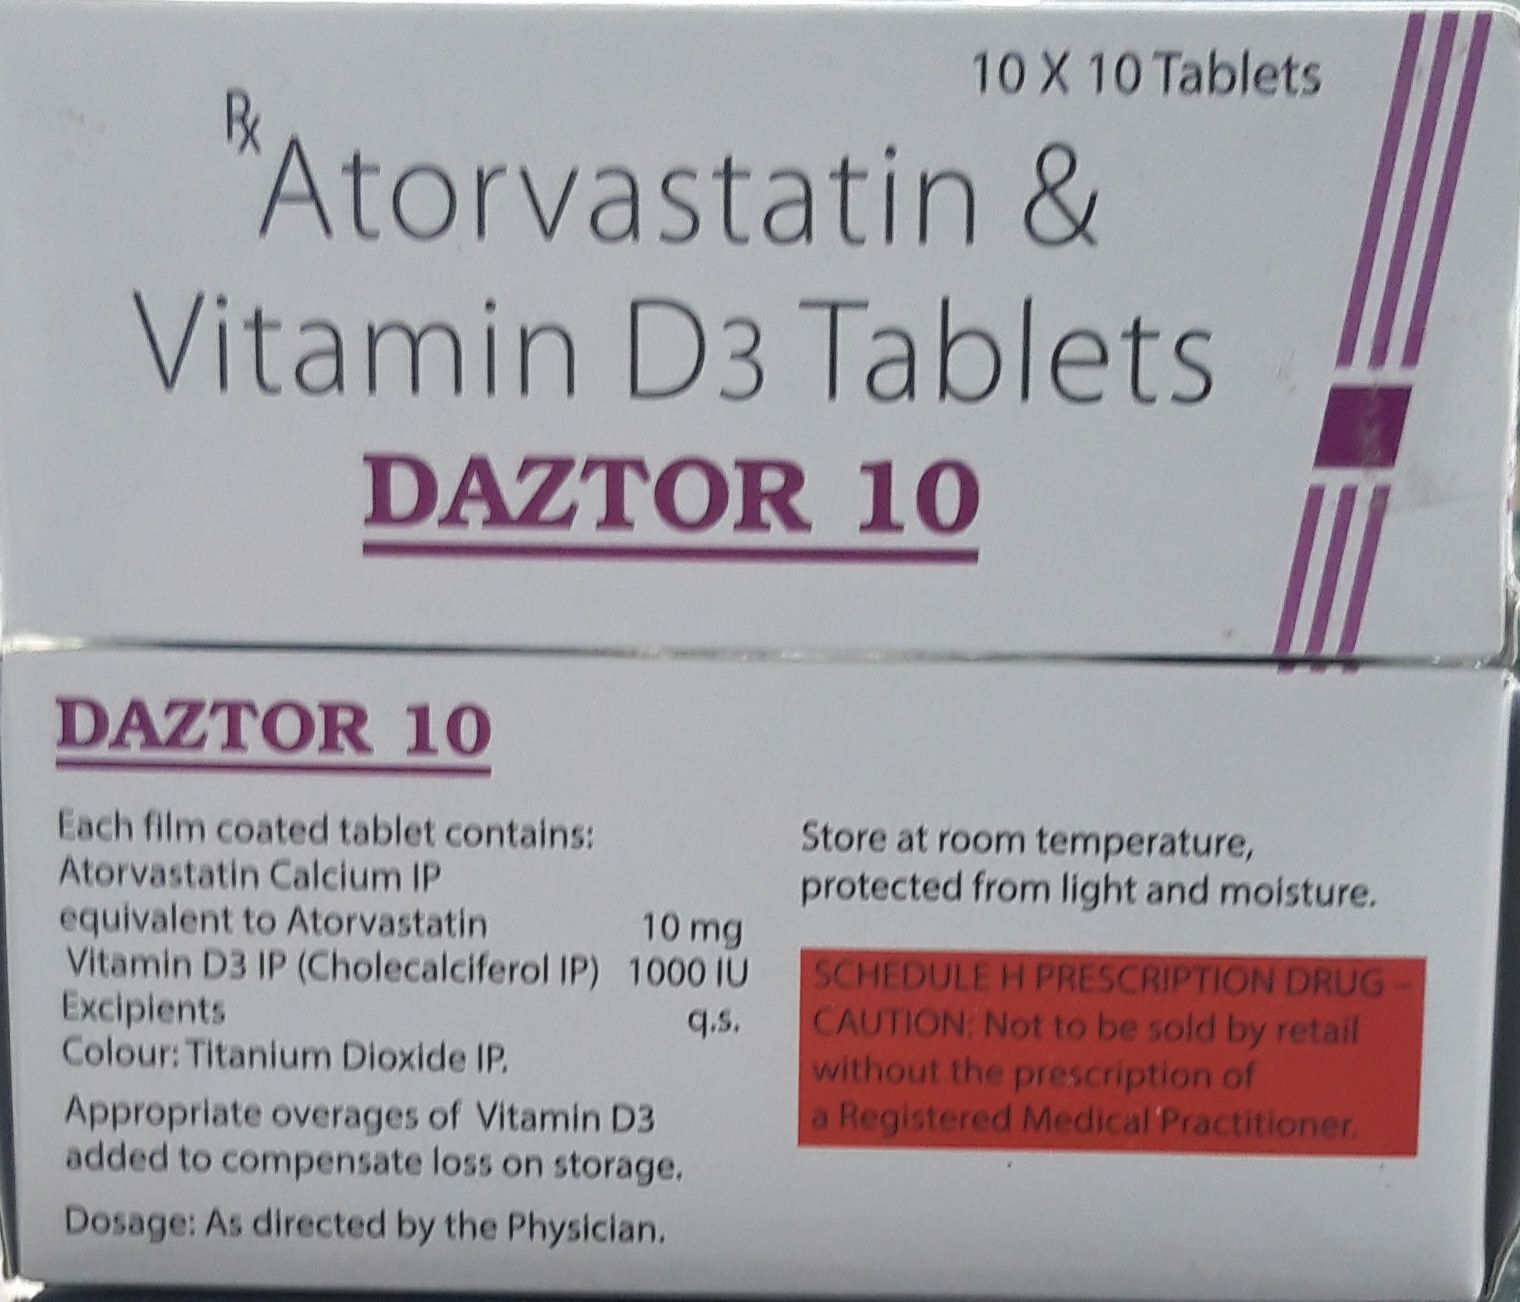 10 X 10 Tablets
Rx
Atorvastatin &
Vitamin D3 Tablets
DAZTOR 10
DAZTOR 10
Each film coated tablet contains:
Atorvastatin Calcium IP
equivalent to Atorvastatin 10 mg
Vitamin D3 IP (Cholecalciferol IP) 1000 IU
Excipients q.s.
Colour: Titanium Dioxide IP.
Appropriate overages of Vitamin D3
added to compensate loss on storage.
Dosage: As directed by the Physician.
Store at room temperature,
protected from light and moisture.
SCHEDULE H PRESCRIPTION DRUG –
CAUTION: Not to be sold by retail
without the prescription of
a Registered Medical Practitioner.